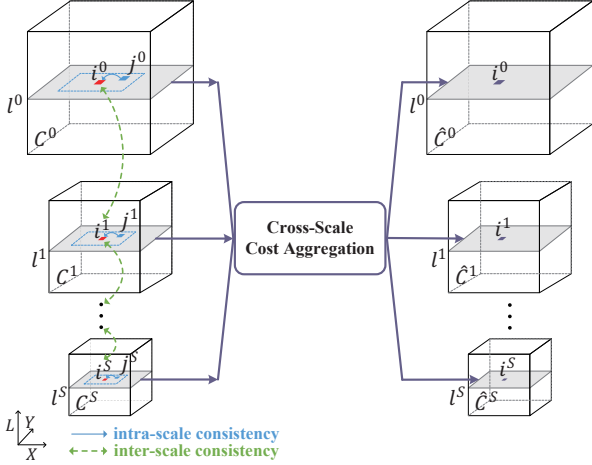 i⁰ j⁰
l⁰
C⁰
i⁰
l⁰
Ĉ⁰
i¹ j¹
l¹
C¹
Cross-Scale
Cost Aggregation
i¹
l¹
Ĉ¹
iˢ jˢ
lˢ
Cˢ
iˢ
lˢ
Ĉˢ
L Y
X
intra-scale consistency
inter-scale consistency